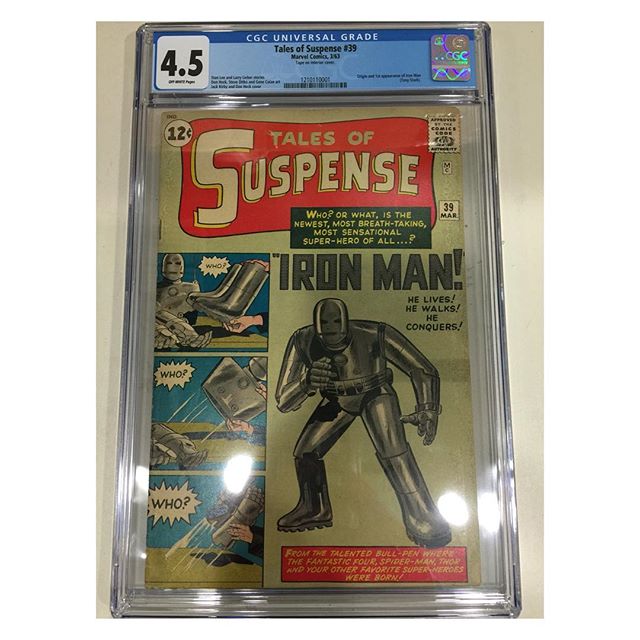 CGC UNIVERSAL GRADE
4.5
OFF-WHITE Pages
Tales of Suspense #39
Marvel Comics, 3/63
Tape on interior cover.
Stan Lee and Larry Lieber stories
Don Heck, Steve Ditko and Gene Colan art
Jack Kirby and Don Heck cover
1210110001
Origin and 1st appearance of Iron Man
(Tony Stark).
CGC
IND.
12¢
TALES OF
SUSPENSE
APPROVED
BY THE
COMICS
CODE
AUTHORITY
MC
39
MAR.
WHO? OR WHAT, IS THE
NEWEST, MOST BREATH-TAKING,
MOST SENSATIONAL
SUPER-HERO OF ALL...?
"IRON MAN!"
HE LIVES!
HE WALKS!
HE
CONQUERS!
WHO?
WHO?
WHO?
FROM THE TALENTED BULL-PEN WHERE
THE FANTASTIC FOUR, SPIDER-MAN, THOR
AND YOUR OTHER FAVORITE SUPER-HEROES
WERE BORN!